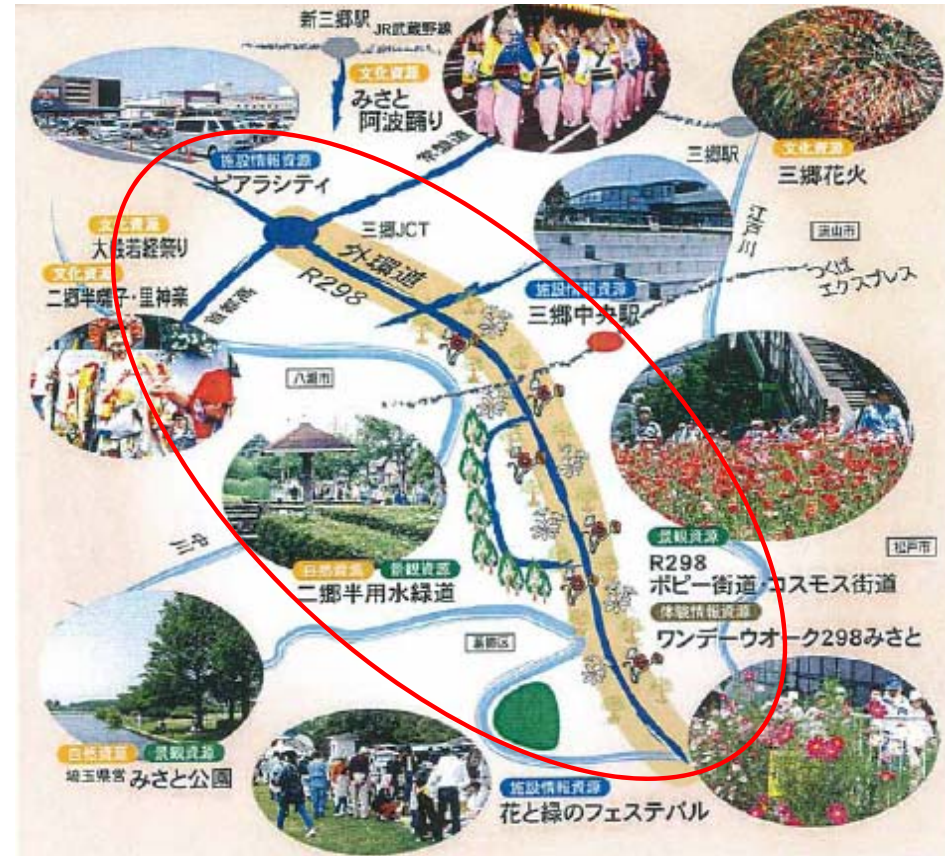 新三郷駅
JR武蔵野線
文化資源
みさと
阿波踊り
常磐道
三郷駅
文化資源
三郷花火
施設情報資源
ピアラシティ
三郷JCT
外環道
R298
江戸川
流山市
つくば
エクスプレス
文化資源
大般若経祭り
文化資源
二郷半囃子・里神楽
首都高
施設情報資源
三郷中央駅
八潮市
中川
自然資源
景観資源
二郷半用水緑道
景観資源
R298
ポピー街道・コスモス街道
松戸市
体験情報資源
ワンデーウオーク298みさと
葛飾区
自然資源
景観資源
埼玉県営みさと公園
施設情報資源
花と緑のフェステバル